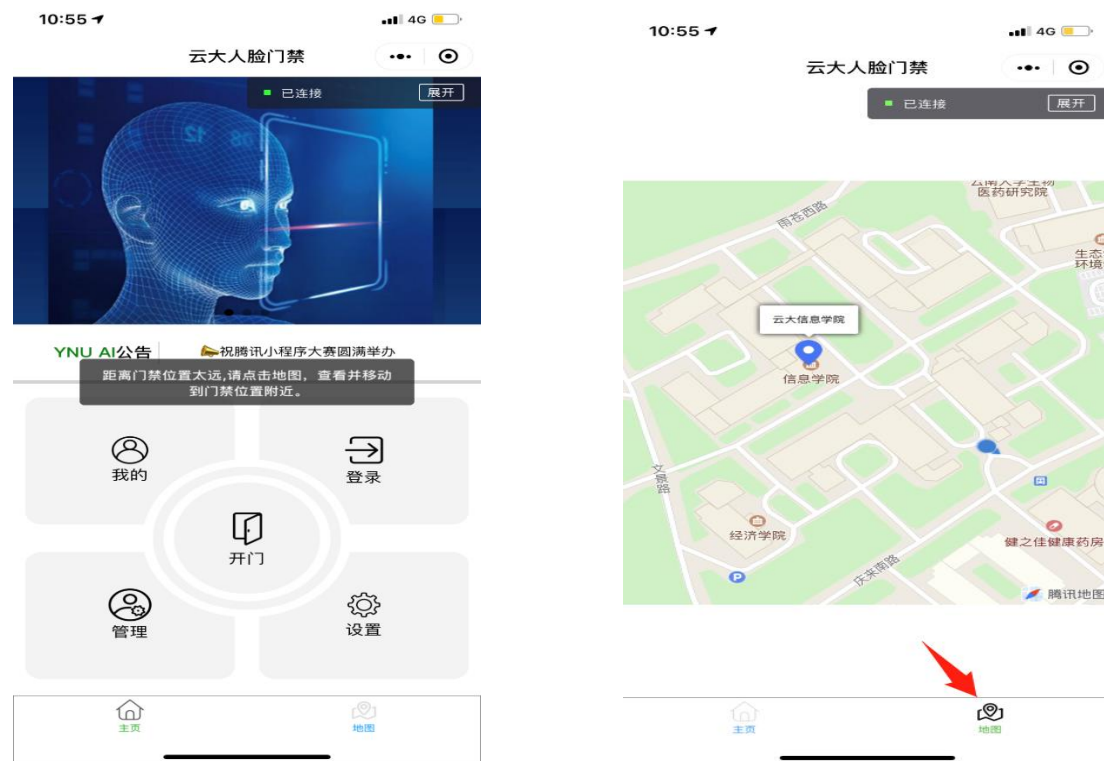 10:55
4G
云大人脸门禁
已连接
展开
YNU AI公告
祝腾讯小程序大赛圆满举办
距离门禁位置太远,请点击地图，查看并移动
到门禁位置附近。
我的
登录
开门
管理
设置
主页
地图
10:55
4G
云大人脸门禁
已连接
展开
云南大学生物
医药研究院
雨苍西路
生态
环境
云大信息学院
信息学院
文景路
经济学院
健之佳健康药房
庆来南路
P
腾讯地图
主页
地图